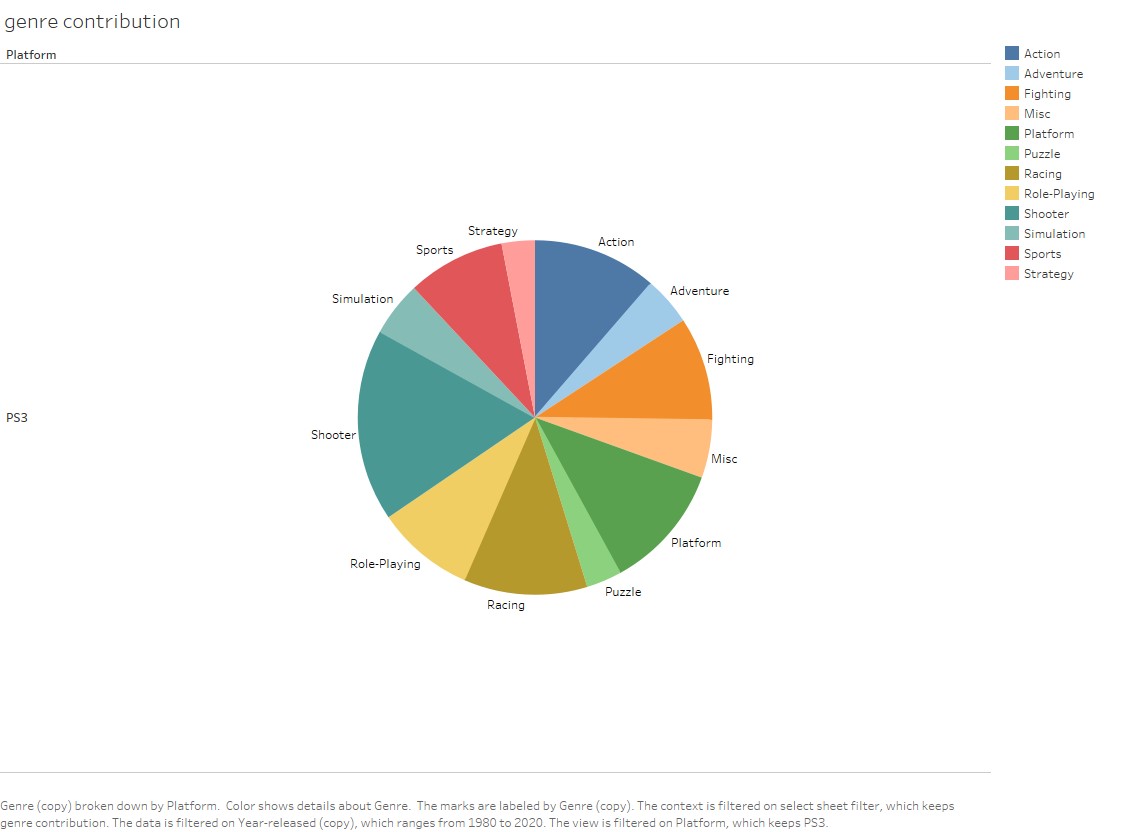 genre contribution
Platform
Action
Adventure
Fighting
Misc
Platform
Puzzle
Racing
Role-Playing
Shooter
Simulation
Sports
Strategy
Strategy
Action
Sports
Adventure
Simulation
Fighting
PS3
Shooter
Misc
Platform
Role-Playing
Puzzle
Racing
Genre (copy) broken down by Platform.  Color shows details about Genre.  The marks are labeled by Genre (copy). The context is filtered on select sheet filter, which keeps
genre contribution. The data is filtered on Year-released (copy), which ranges from 1980 to 2020. The view is filtered on Platform, which keeps PS3.